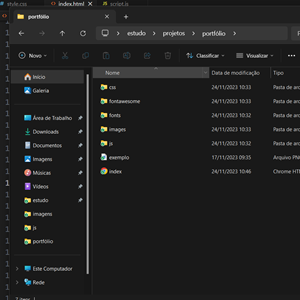 style.css index.html script.js
portfólio
estudo projetos portfólio
Novo Classificar Visualizar
Nome Data de modificação Tipo
Início
Galeria
css 24/11/2023 10:33 Pasta de arq
fontawesome 24/11/2023 10:33 Pasta de arq
fonts 24/11/2023 10:32 Pasta de arq
images 24/11/2023 10:33 Pasta de arq
js 24/11/2023 10:32 Pasta de arq
exemplo 17/11/2023 09:35 Arquivo PNG
index 24/11/2023 10:46 Chrome HT
Área de Trabalho
Downloads
Documentos
Imagens
Músicas
Vídeos
estudo
imagens
js
portfólio
Este Computador
Rede
7 itens